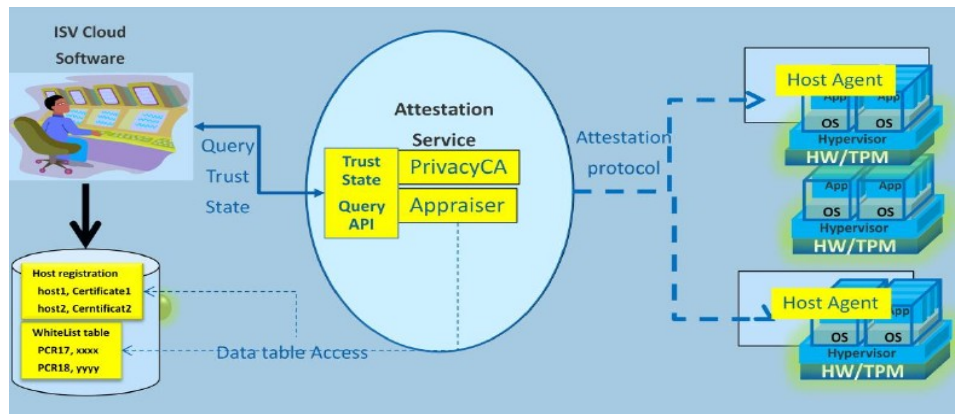 ISV Cloud
Software
Query
Trust
State
Host registration
host1, Certificate1
host2, Cerntificat2
WhiteList table
PCR17, xxxx
PCR18, yyyy
Data table Access
Attestation
Service
Trust
State
Query
API
PrivacyCA
Appraiser
Attestation
protocol
Host Agent
App App
OS OS
Hypervisor
HW/TPM
App App
OS OS
Hypervisor
HW/TPM
Host Agent
App
OS OS
Hypervisor
HW/TPM